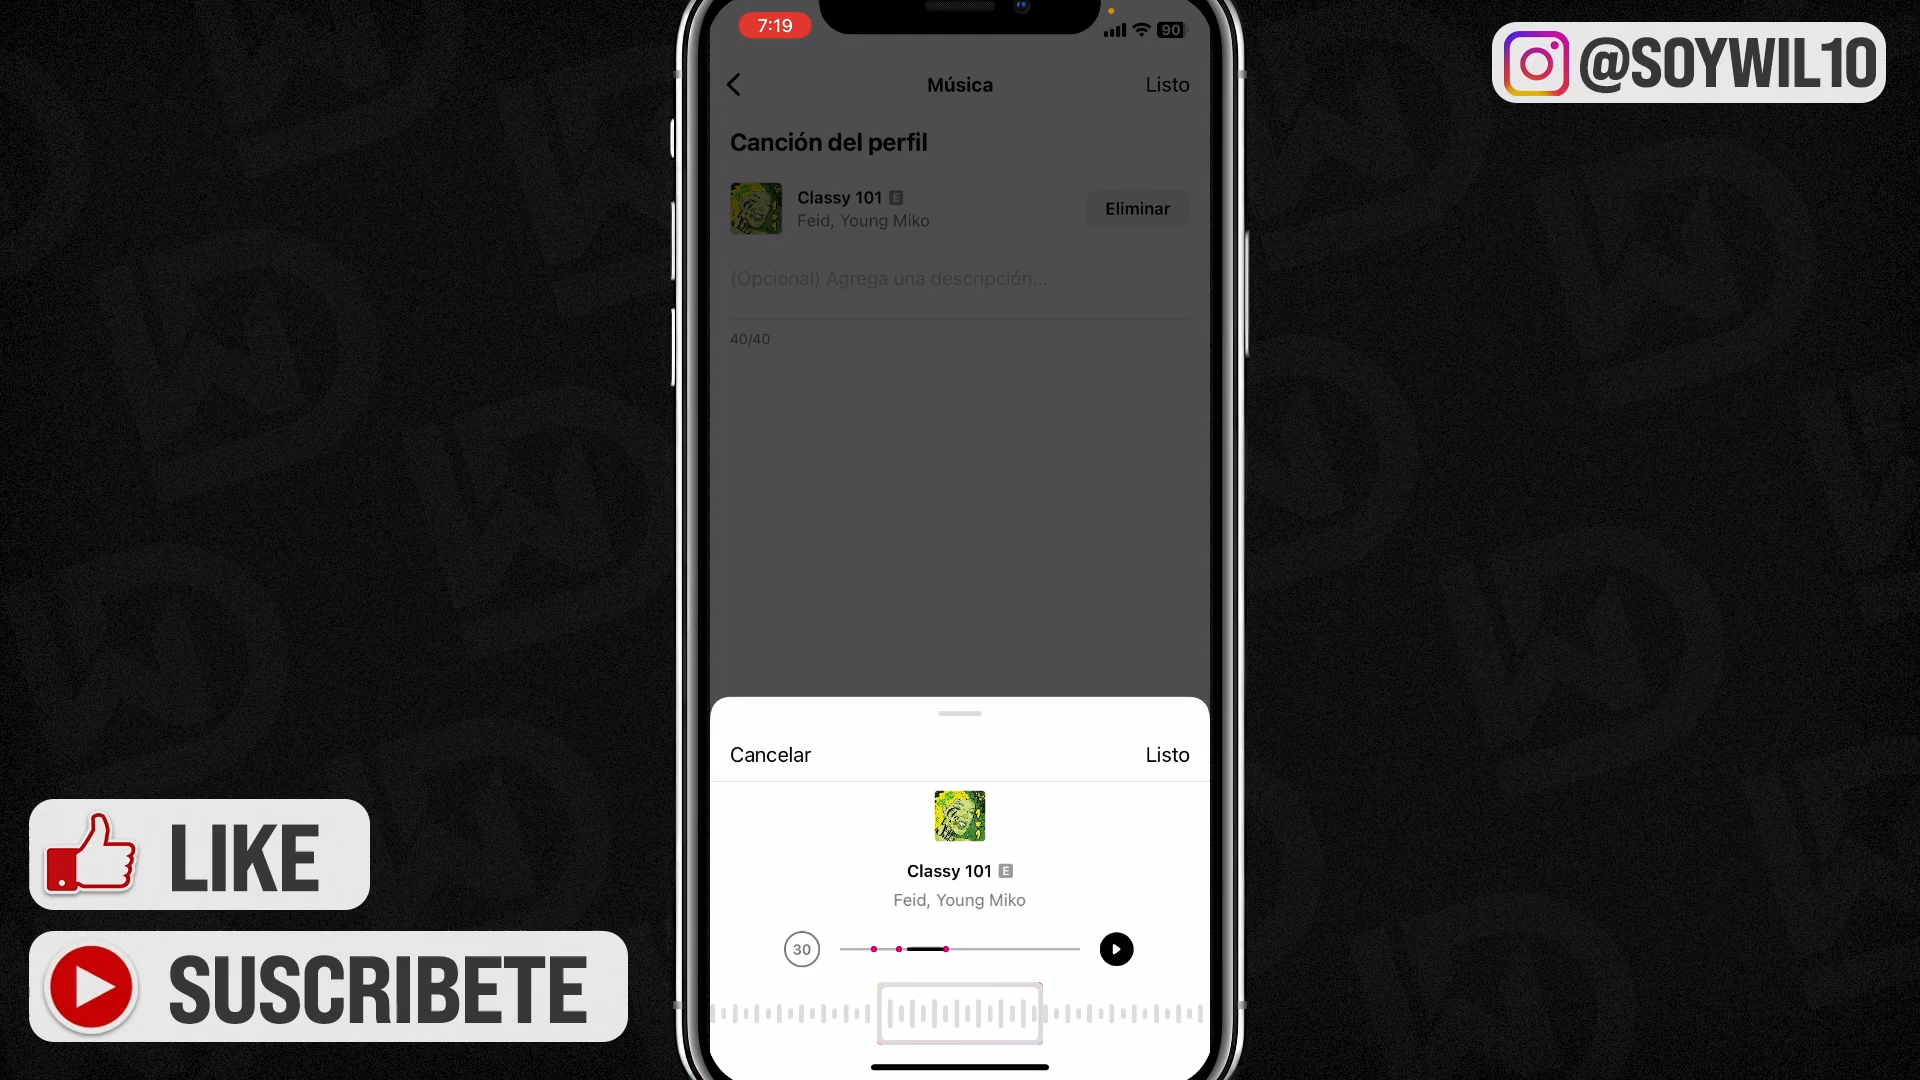 7:19
90
@SOYWIL10
Música
Listo
Canción del perfil
Classy 101 E
Feid, Young Miko
Eliminar
(Opcional) Agrega una descripción...
40/40
Cancelar
Listo
Classy 101 E
Feid, Young Miko
30
LIKE
SUSCRIBETE